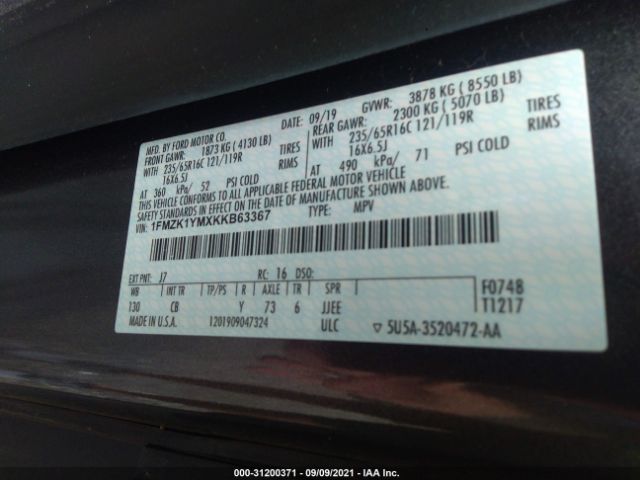 MFD. BY FORD MOTOR CO. DATE: 09/19 GVWR: 3878 KG ( 8550 LB)
FRONT GAWR: 1873 KG ( 4130 LB) REAR GAWR: 2300 KG ( 5070 LB)
WITH 235/65R16C 121/119R TIRES WITH 235/65R16C 121/119R TIRES
16X6.5J RIMS 16X6.5J RIMS
AT 360 kPa/ 52 PSI COLD AT 490 kPa/ 71 PSI COLD
THIS VEHICLE CONFORMS TO ALL APPLICABLE FEDERAL MOTOR VEHICLE
SAFETY STANDARDS IN EFFECT ON THE DATE OF MANUFACTURE SHOWN ABOVE.
VIN: 1FMZK1YMXKKB63367 TYPE: MPV
EXT PNT: J7 RC: 16 DSO:
WB INT TR TP/PS R AXLE TR SPR F0748
130 CB Y 73 6 JJEE T1217
MADE IN U.S.A. 1201909047324 ULC ▽ 5U5A-3520472-AA
000-31200371 - 09/09/2021 - IAA Inc.